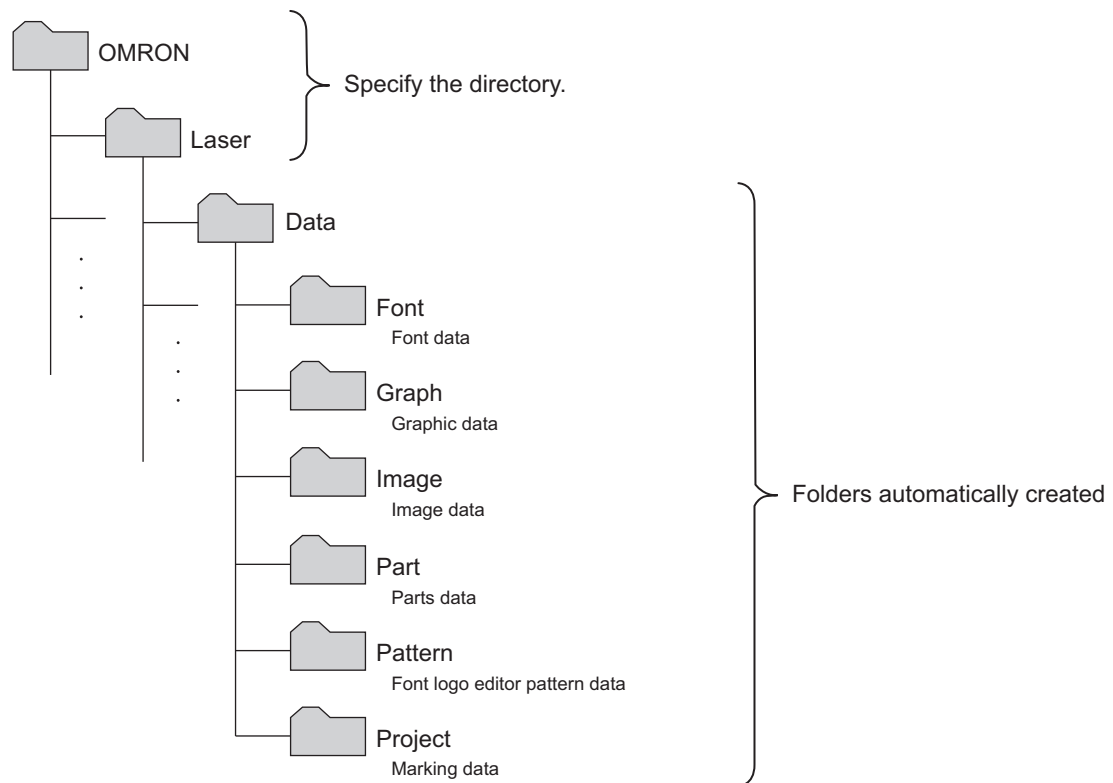 OMRON
Specify the directory.
Laser
Data
Font
Font data
Graph
Graphic data
Image
Image data
Folders automatically created
Part
Parts data
Pattern
Font logo editor pattern data
Project
Marking data